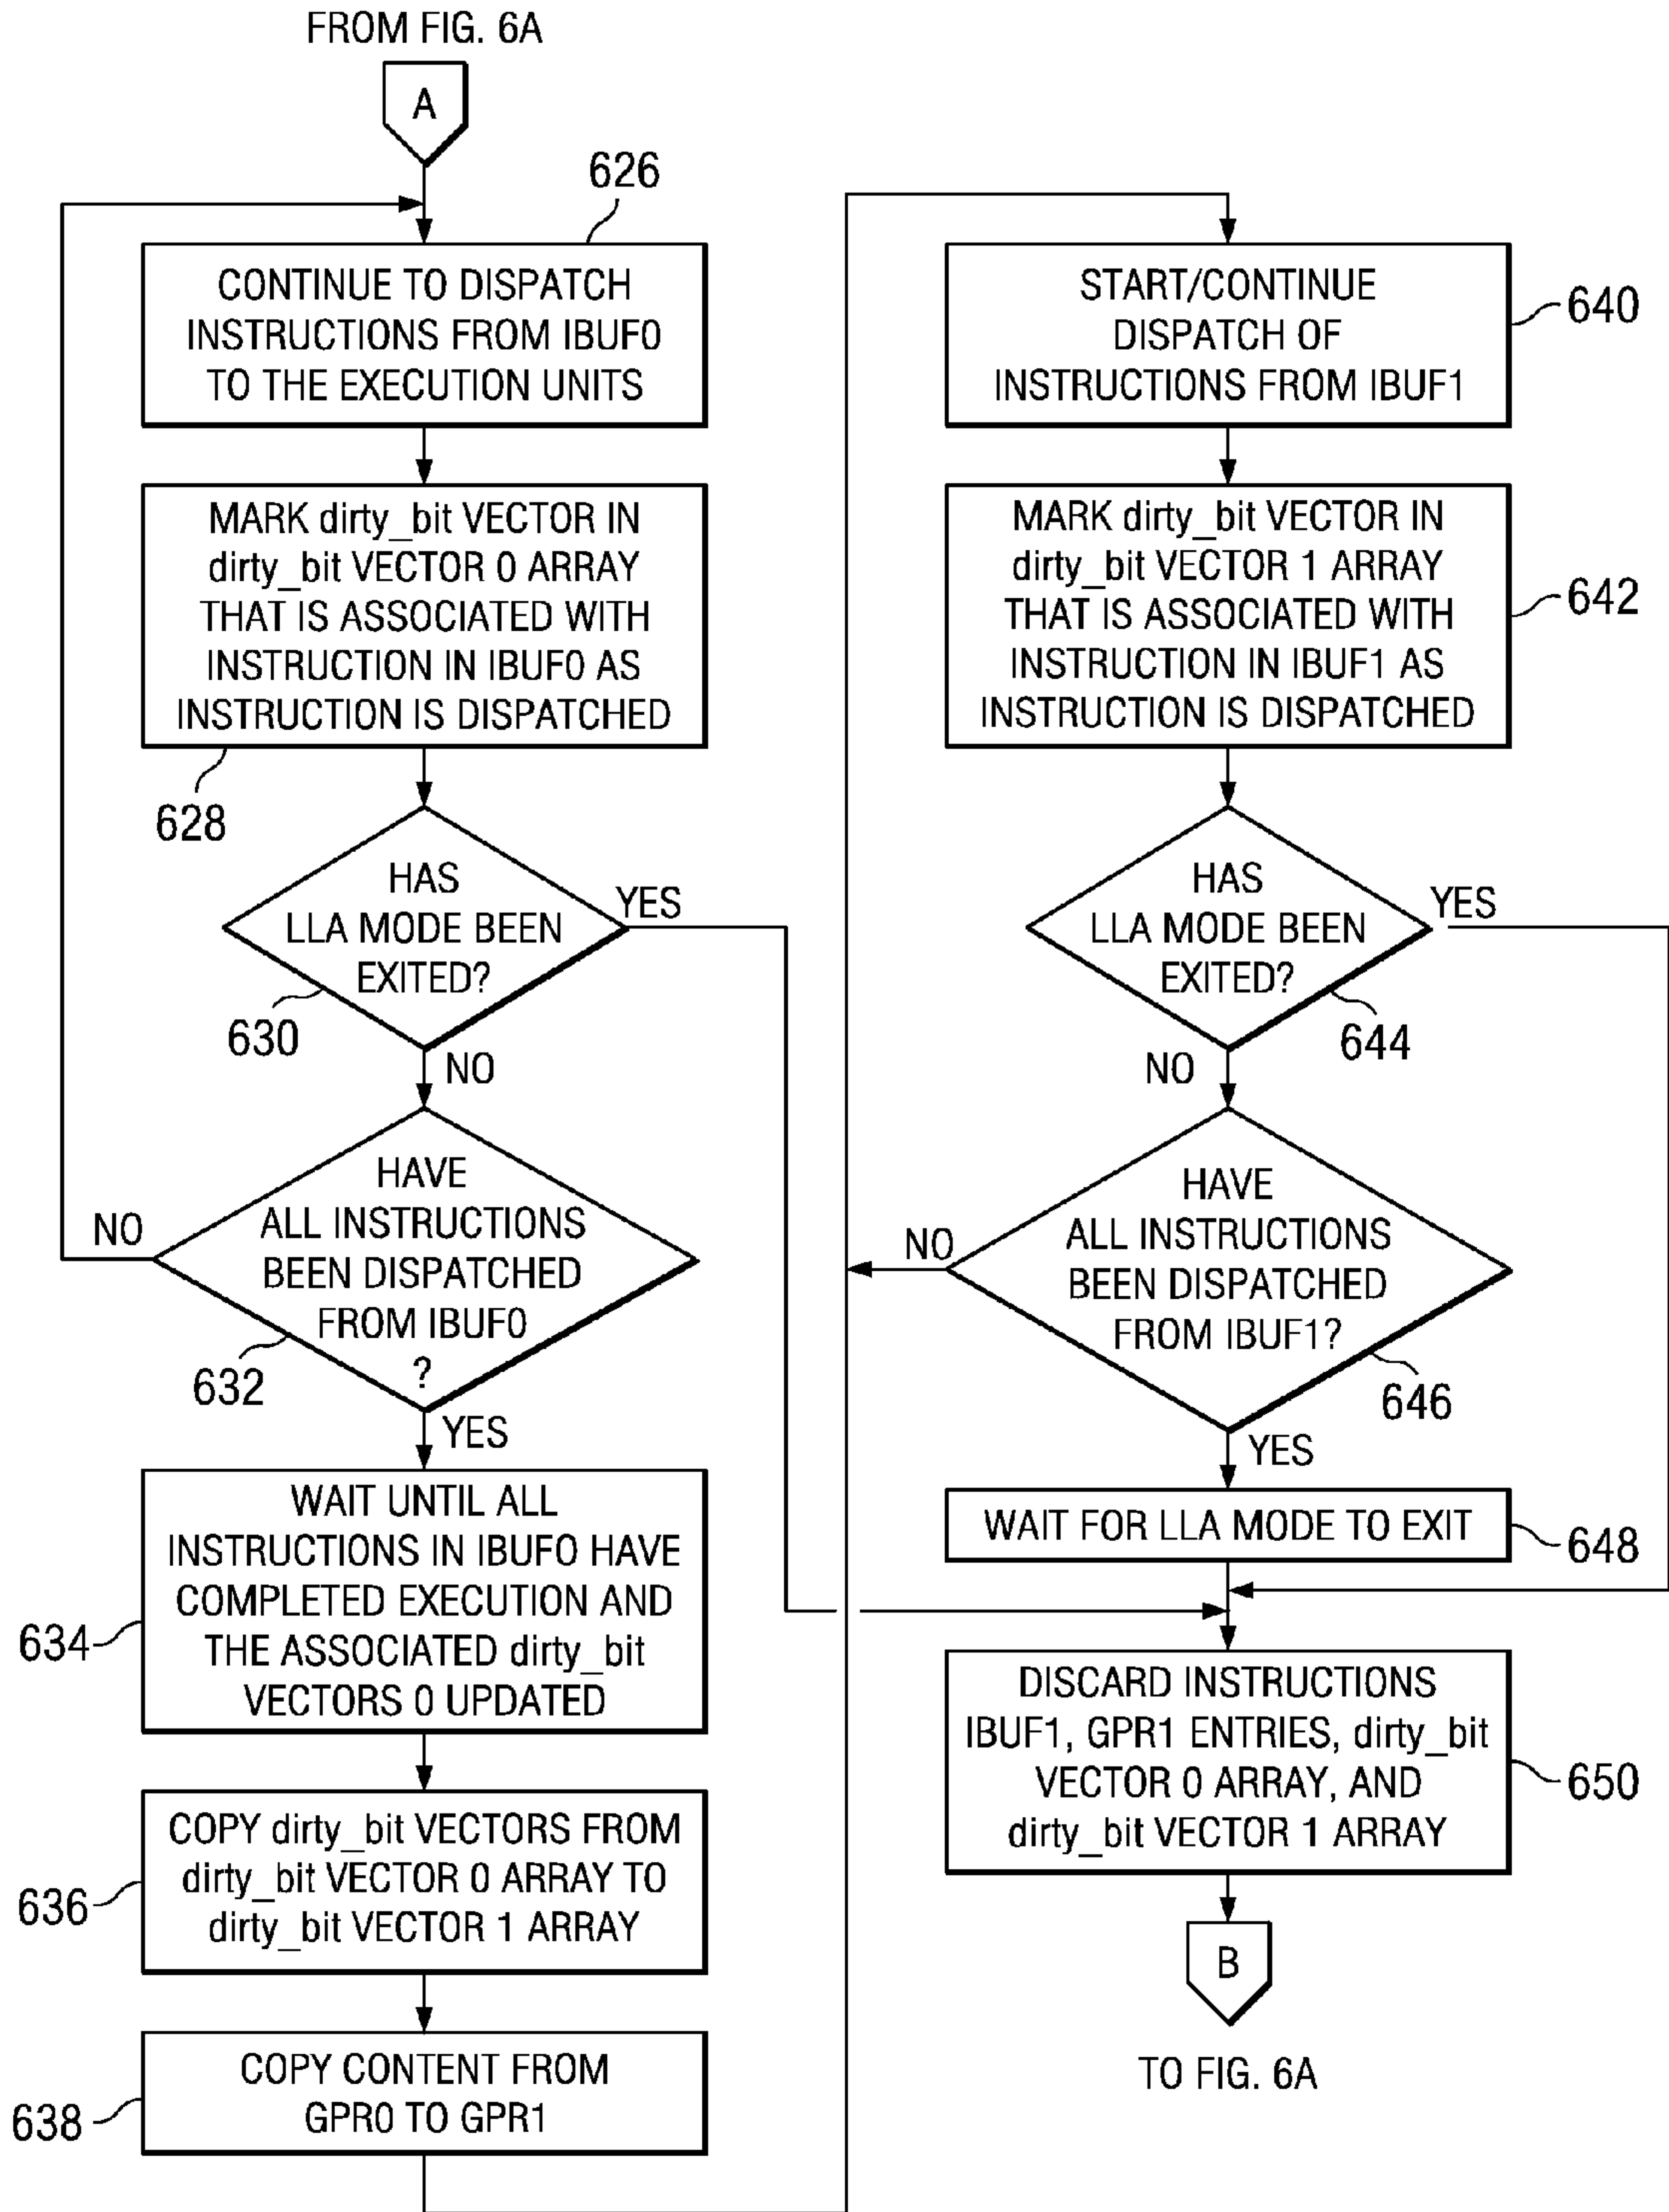 FROM FIG. 6A
A
626
CONTINUE TO DISPATCH
INSTRUCTIONS FROM IBUF0
TO THE EXECUTION UNITS
MARK dirty_bit VECTOR IN
dirty_bit VECTOR 0 ARRAY
THAT IS ASSOCIATED WITH
INSTRUCTION IN IBUF0 AS
INSTRUCTION IS DISPATCHED
628
HAS
LLA MODE BEEN
EXITED?
YES
630
NO
HAVE
ALL INSTRUCTIONS
BEEN DISPATCHED
FROM IBUF0
?
NO
632
YES
WAIT UNTIL ALL
INSTRUCTIONS IN IBUF0 HAVE
COMPLETED EXECUTION AND
THE ASSOCIATED dirty_bit
VECTORS 0 UPDATED
634
COPY dirty_bit VECTORS FROM
dirty_bit VECTOR 0 ARRAY TO
dirty_bit VECTOR 1 ARRAY
636
COPY CONTENT FROM
GPR0 TO GPR1
638
START/CONTINUE
DISPATCH OF
INSTRUCTIONS FROM IBUF1
640
MARK dirty_bit VECTOR IN
dirty_bit VECTOR 1 ARRAY
THAT IS ASSOCIATED WITH
INSTRUCTION IN IBUF1 AS
INSTRUCTION IS DISPATCHED
642
HAS
LLA MODE BEEN
EXITED?
YES
644
NO
HAVE
ALL INSTRUCTIONS
BEEN DISPATCHED
FROM IBUF1?
NO
646
YES
WAIT FOR LLA MODE TO EXIT
648
DISCARD INSTRUCTIONS
IBUF1, GPR1 ENTRIES, dirty_bit
VECTOR 0 ARRAY, AND
dirty_bit VECTOR 1 ARRAY
650
B
TO FIG. 6A